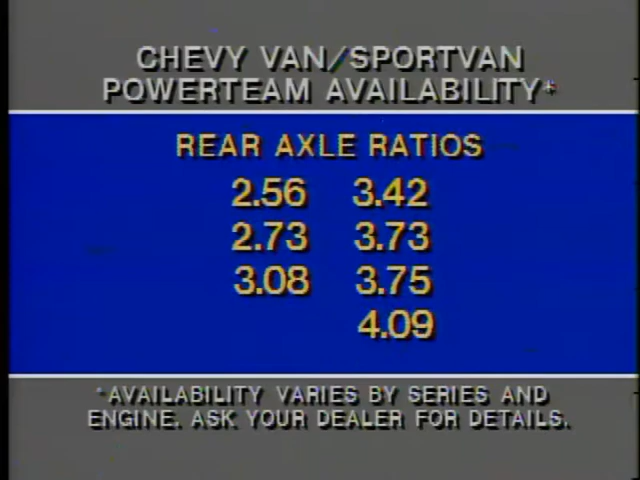 CHEVY VAN/SPORTVAN
POWERTEAM AVAILABILITY*
REAR AXLE RATIOS
2.56 3.42
2.73 3.73
3.08 3.75
4.09
*AVAILABILITY VARIES BY SERIES AND
ENGINE. ASK YOUR DEALER FOR DETAILS.